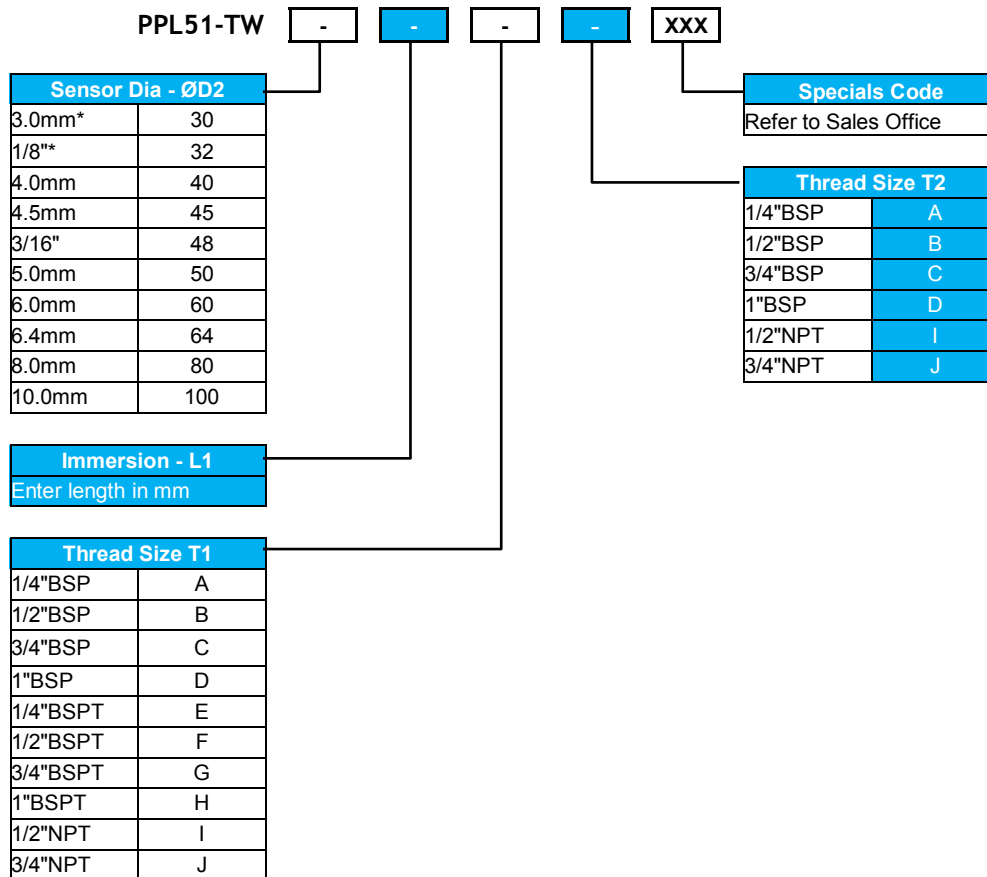 PPL51-TW - - - - XXX
Sensor Dia - ØD2
3.0mm* 30
1/8"* 32
4.0mm 40
4.5mm 45
3/16" 48
5.0mm 50
6.0mm 60
6.4mm 64
8.0mm 80
10.0mm 100
Immersion - L1
Enter length in mm
Thread Size T1
1/4"BSP A
1/2"BSP B
3/4"BSP C
1"BSP D
1/4"BSPT E
1/2"BSPT F
3/4"BSPT G
1"BSPT H
1/2"NPT I
3/4"NPT J
Specials Code
Refer to Sales Office
Thread Size T2
1/4"BSP A
1/2"BSP B
3/4"BSP C
1"BSP D
1/2"NPT I
3/4"NPT J